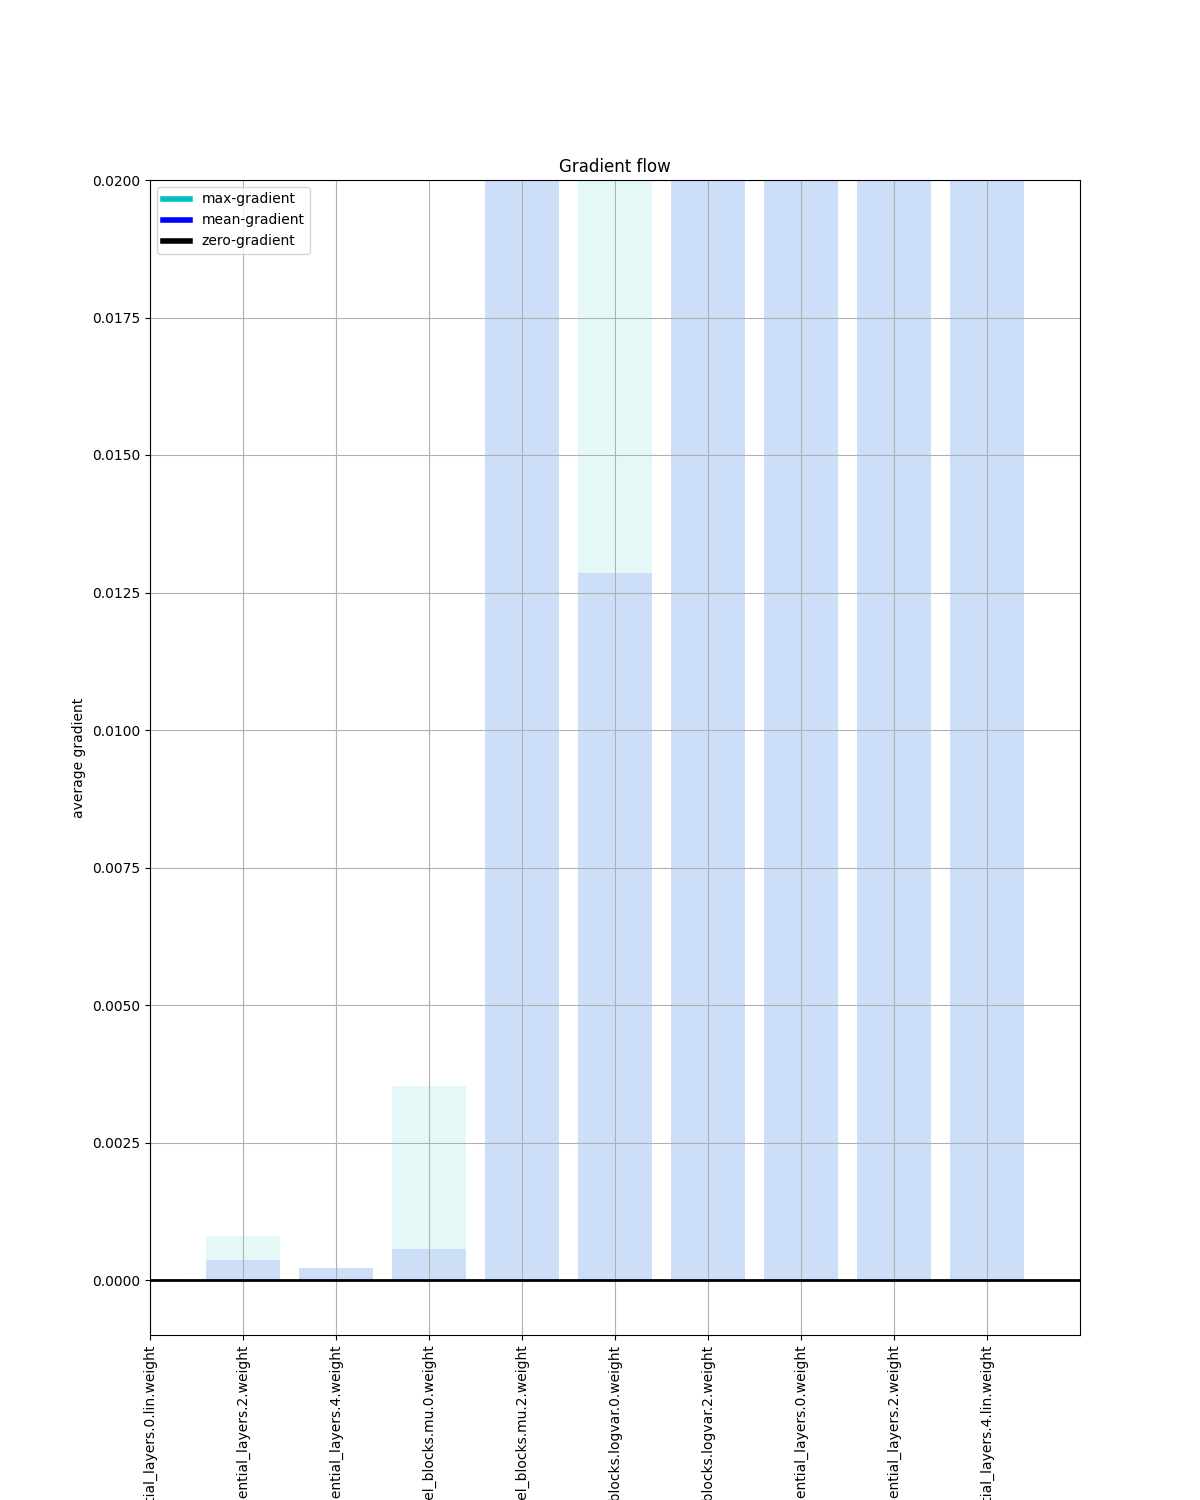 Gradient flow
max-gradient
mean-gradient
zero-gradient
0.0200
0.0175
0.0150
0.0125
0.0100
0.0075
0.0050
0.0025
0.0000
average gradient
tial_layers.0.lin.weight
ential_layers.2.weight
ential_layers.4.weight
el_blocks.mu.0.weight
el_blocks.mu.2.weight
blocks.logvar.0.weight
blocks.logvar.2.weight
ential_layers.0.weight
ential_layers.2.weight
tial_layers.4.lin.weight